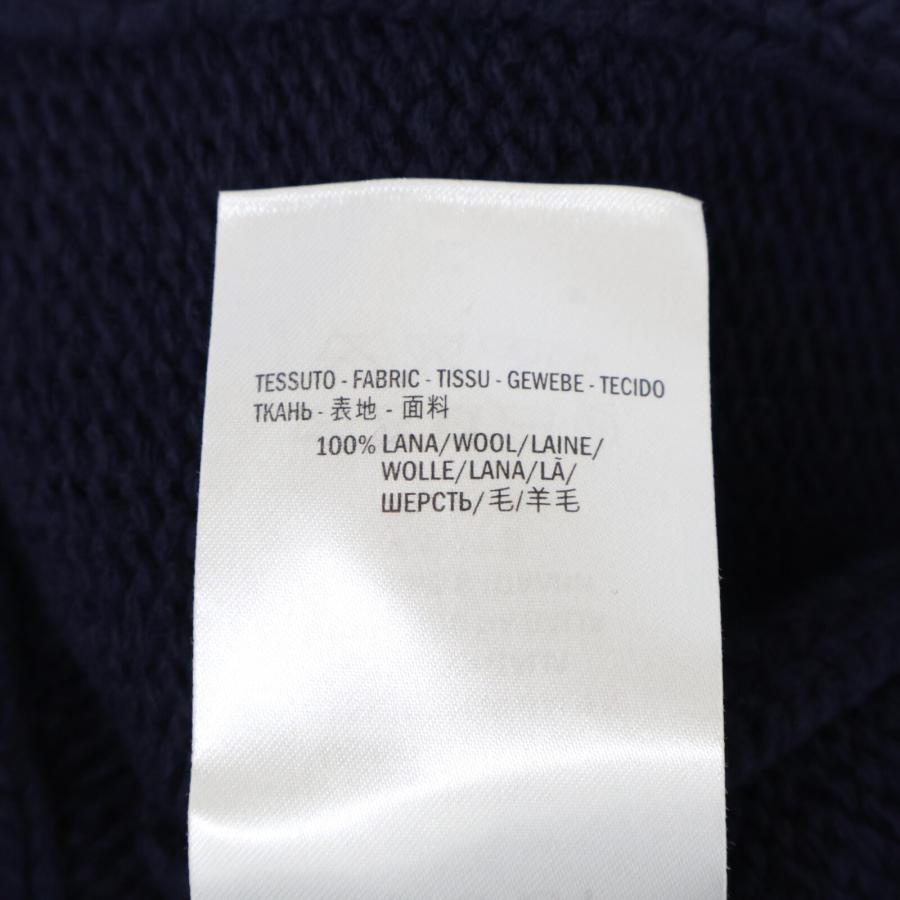 TESSUTO - FABRIC - TISSU - GEWEBE - TECIDO
ТКАНЬ - 表地 - 面料
100% LANA/WOOL/LAINE/
WOLLE/LANA/LÃ/
ШЕРСТЬ/毛/羊毛